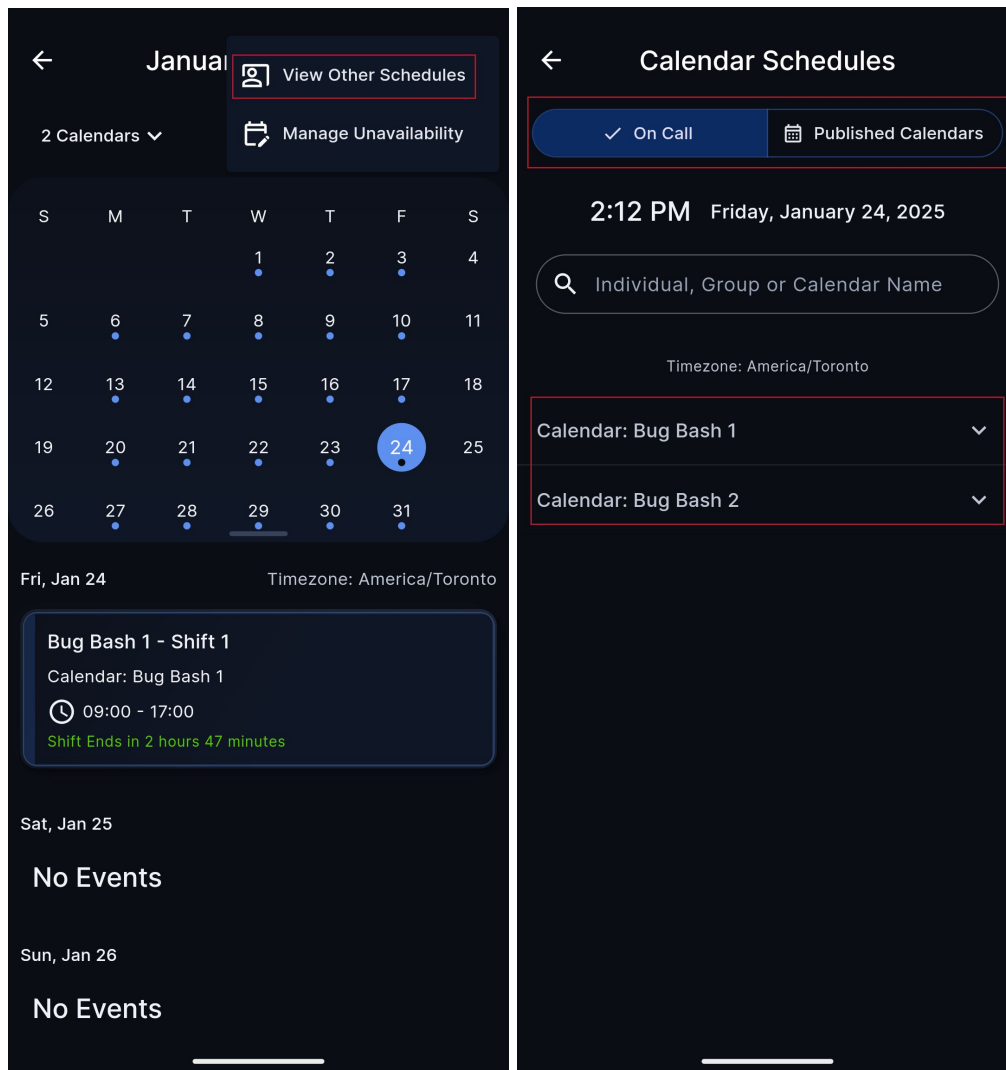 Januar
View Other Schedules
2 Calendars
Manage Unavailability
S M T W T F S
1 2 3 4
5 6 7 8 9 10 11
12 13 14 15 16 17 18
19 20 21 22 23 24 25
26 27 28 29 30 31
Fri, Jan 24 Timezone: America/Toronto
Bug Bash 1 - Shift 1
Calendar: Bug Bash 1
09:00 - 17:00
Shift Ends in 2 hours 47 minutes
Sat, Jan 25
No Events
Sun, Jan 26
No Events
Calendar Schedules
On Call Published Calendars
2:12 PM Friday, January 24, 2025
Individual, Group or Calendar Name
Timezone: America/Toronto
Calendar: Bug Bash 1
Calendar: Bug Bash 2